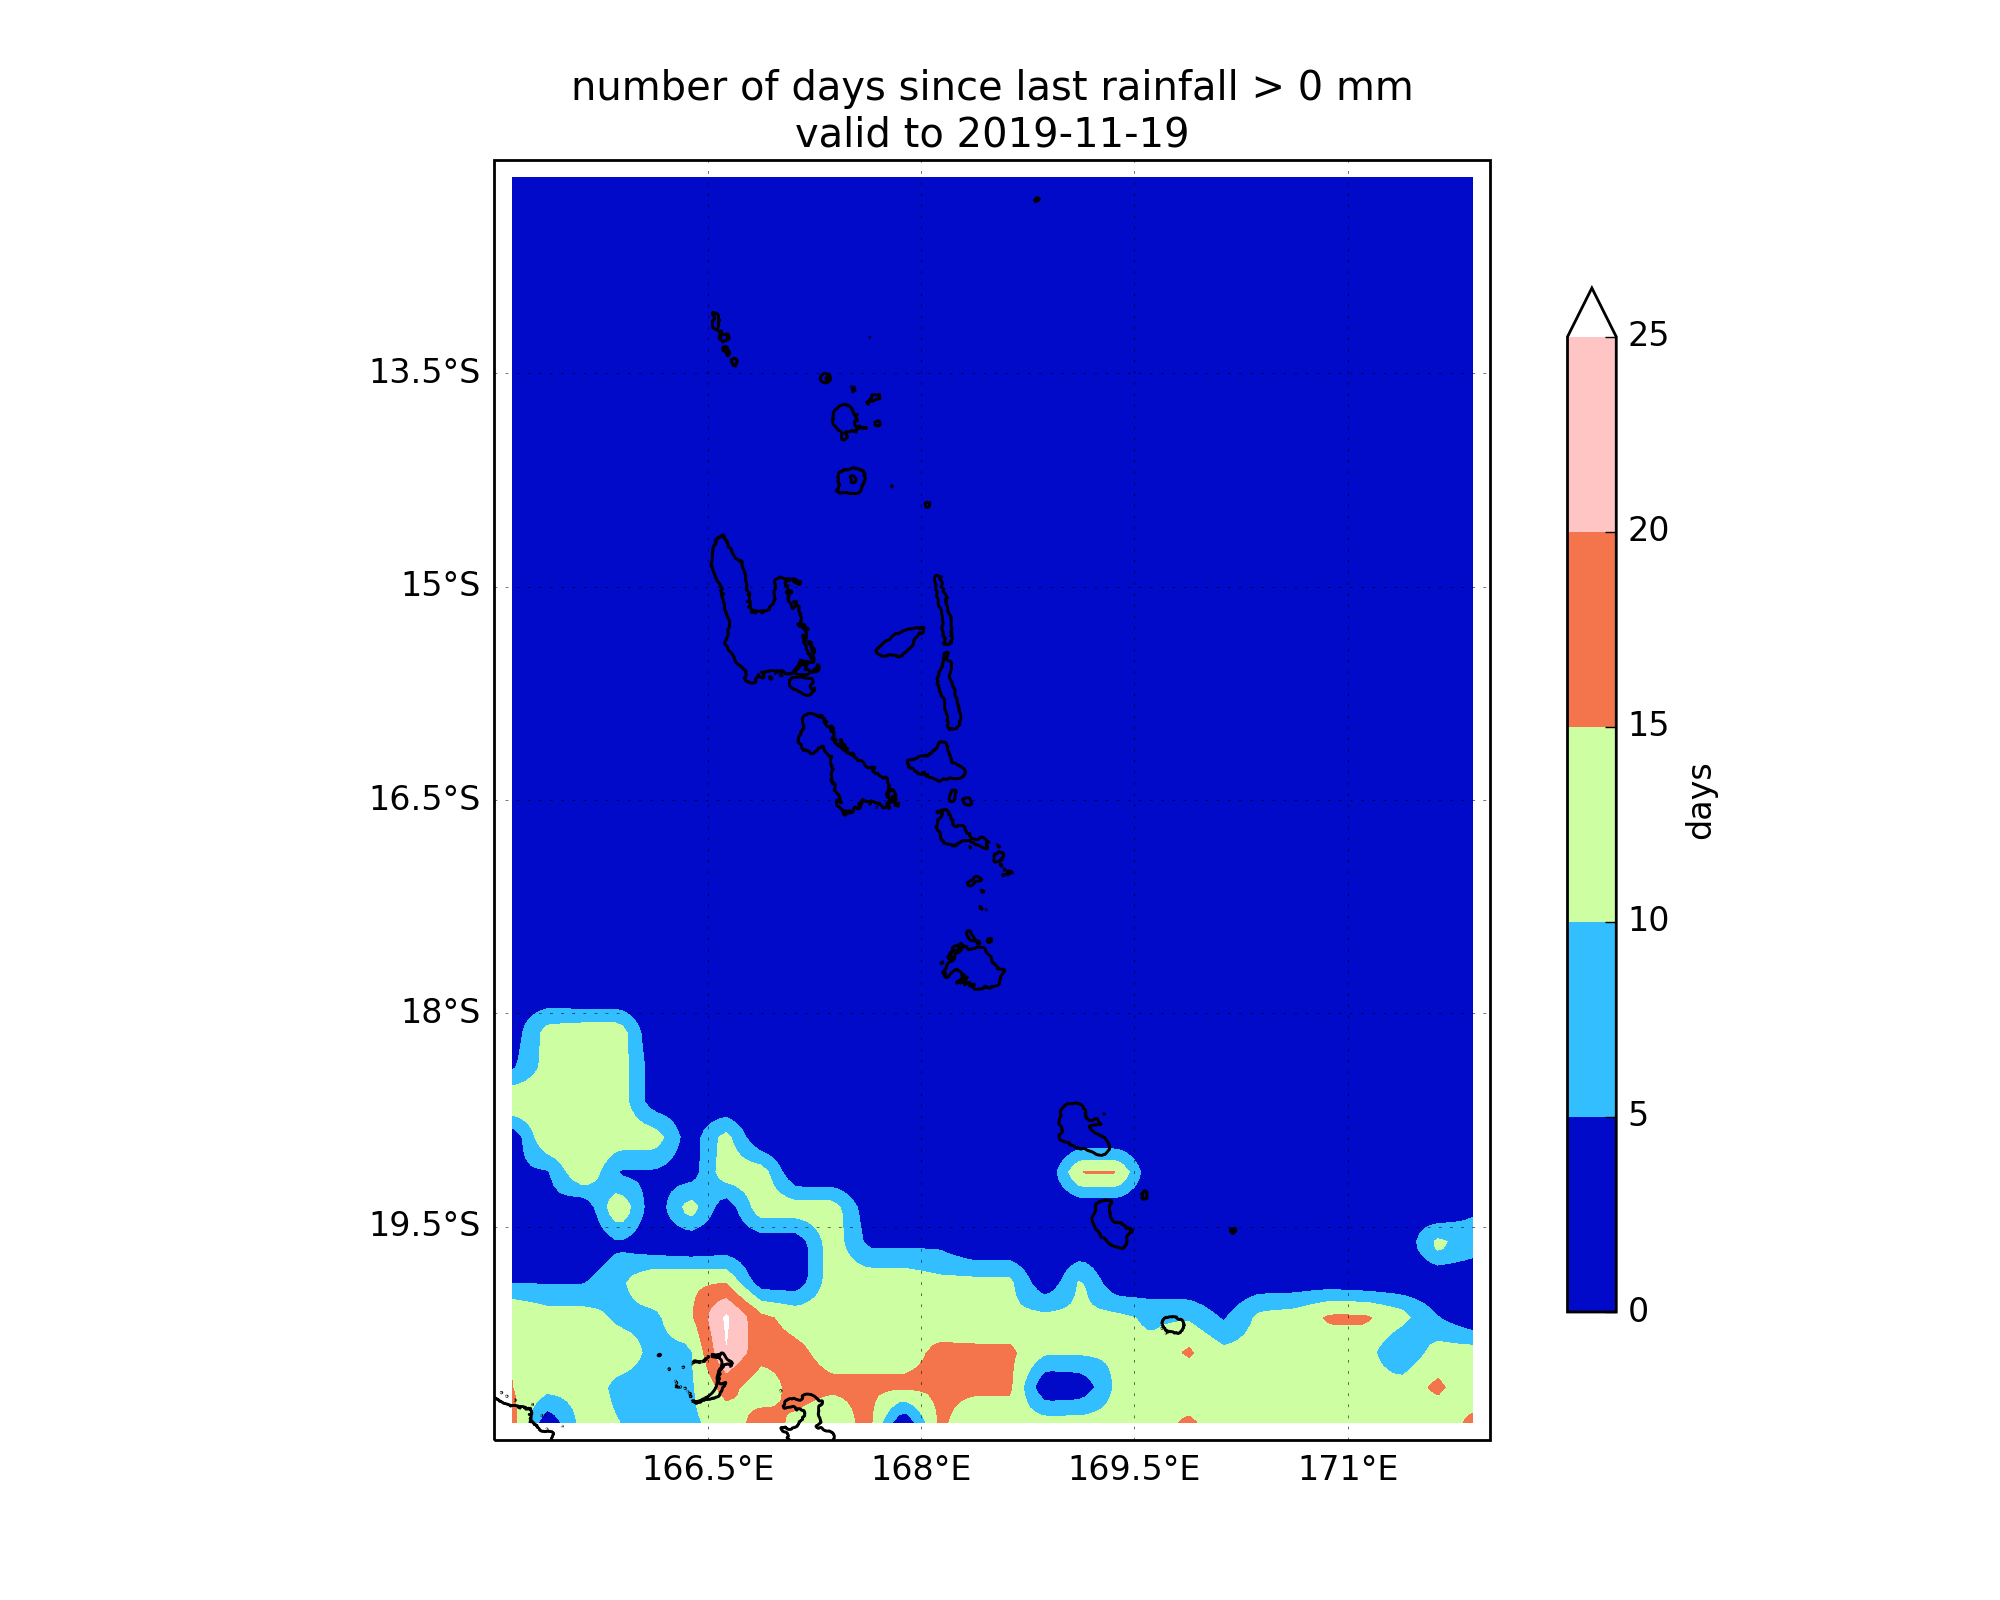 number of days since last rainfall > 0 mm
valid to 2019-11-19
13.5°S
15°S
16.5°S
18°S
19.5°S
166.5°E
168°E
169.5°E
171°E
25
20
15
10
5
0
days